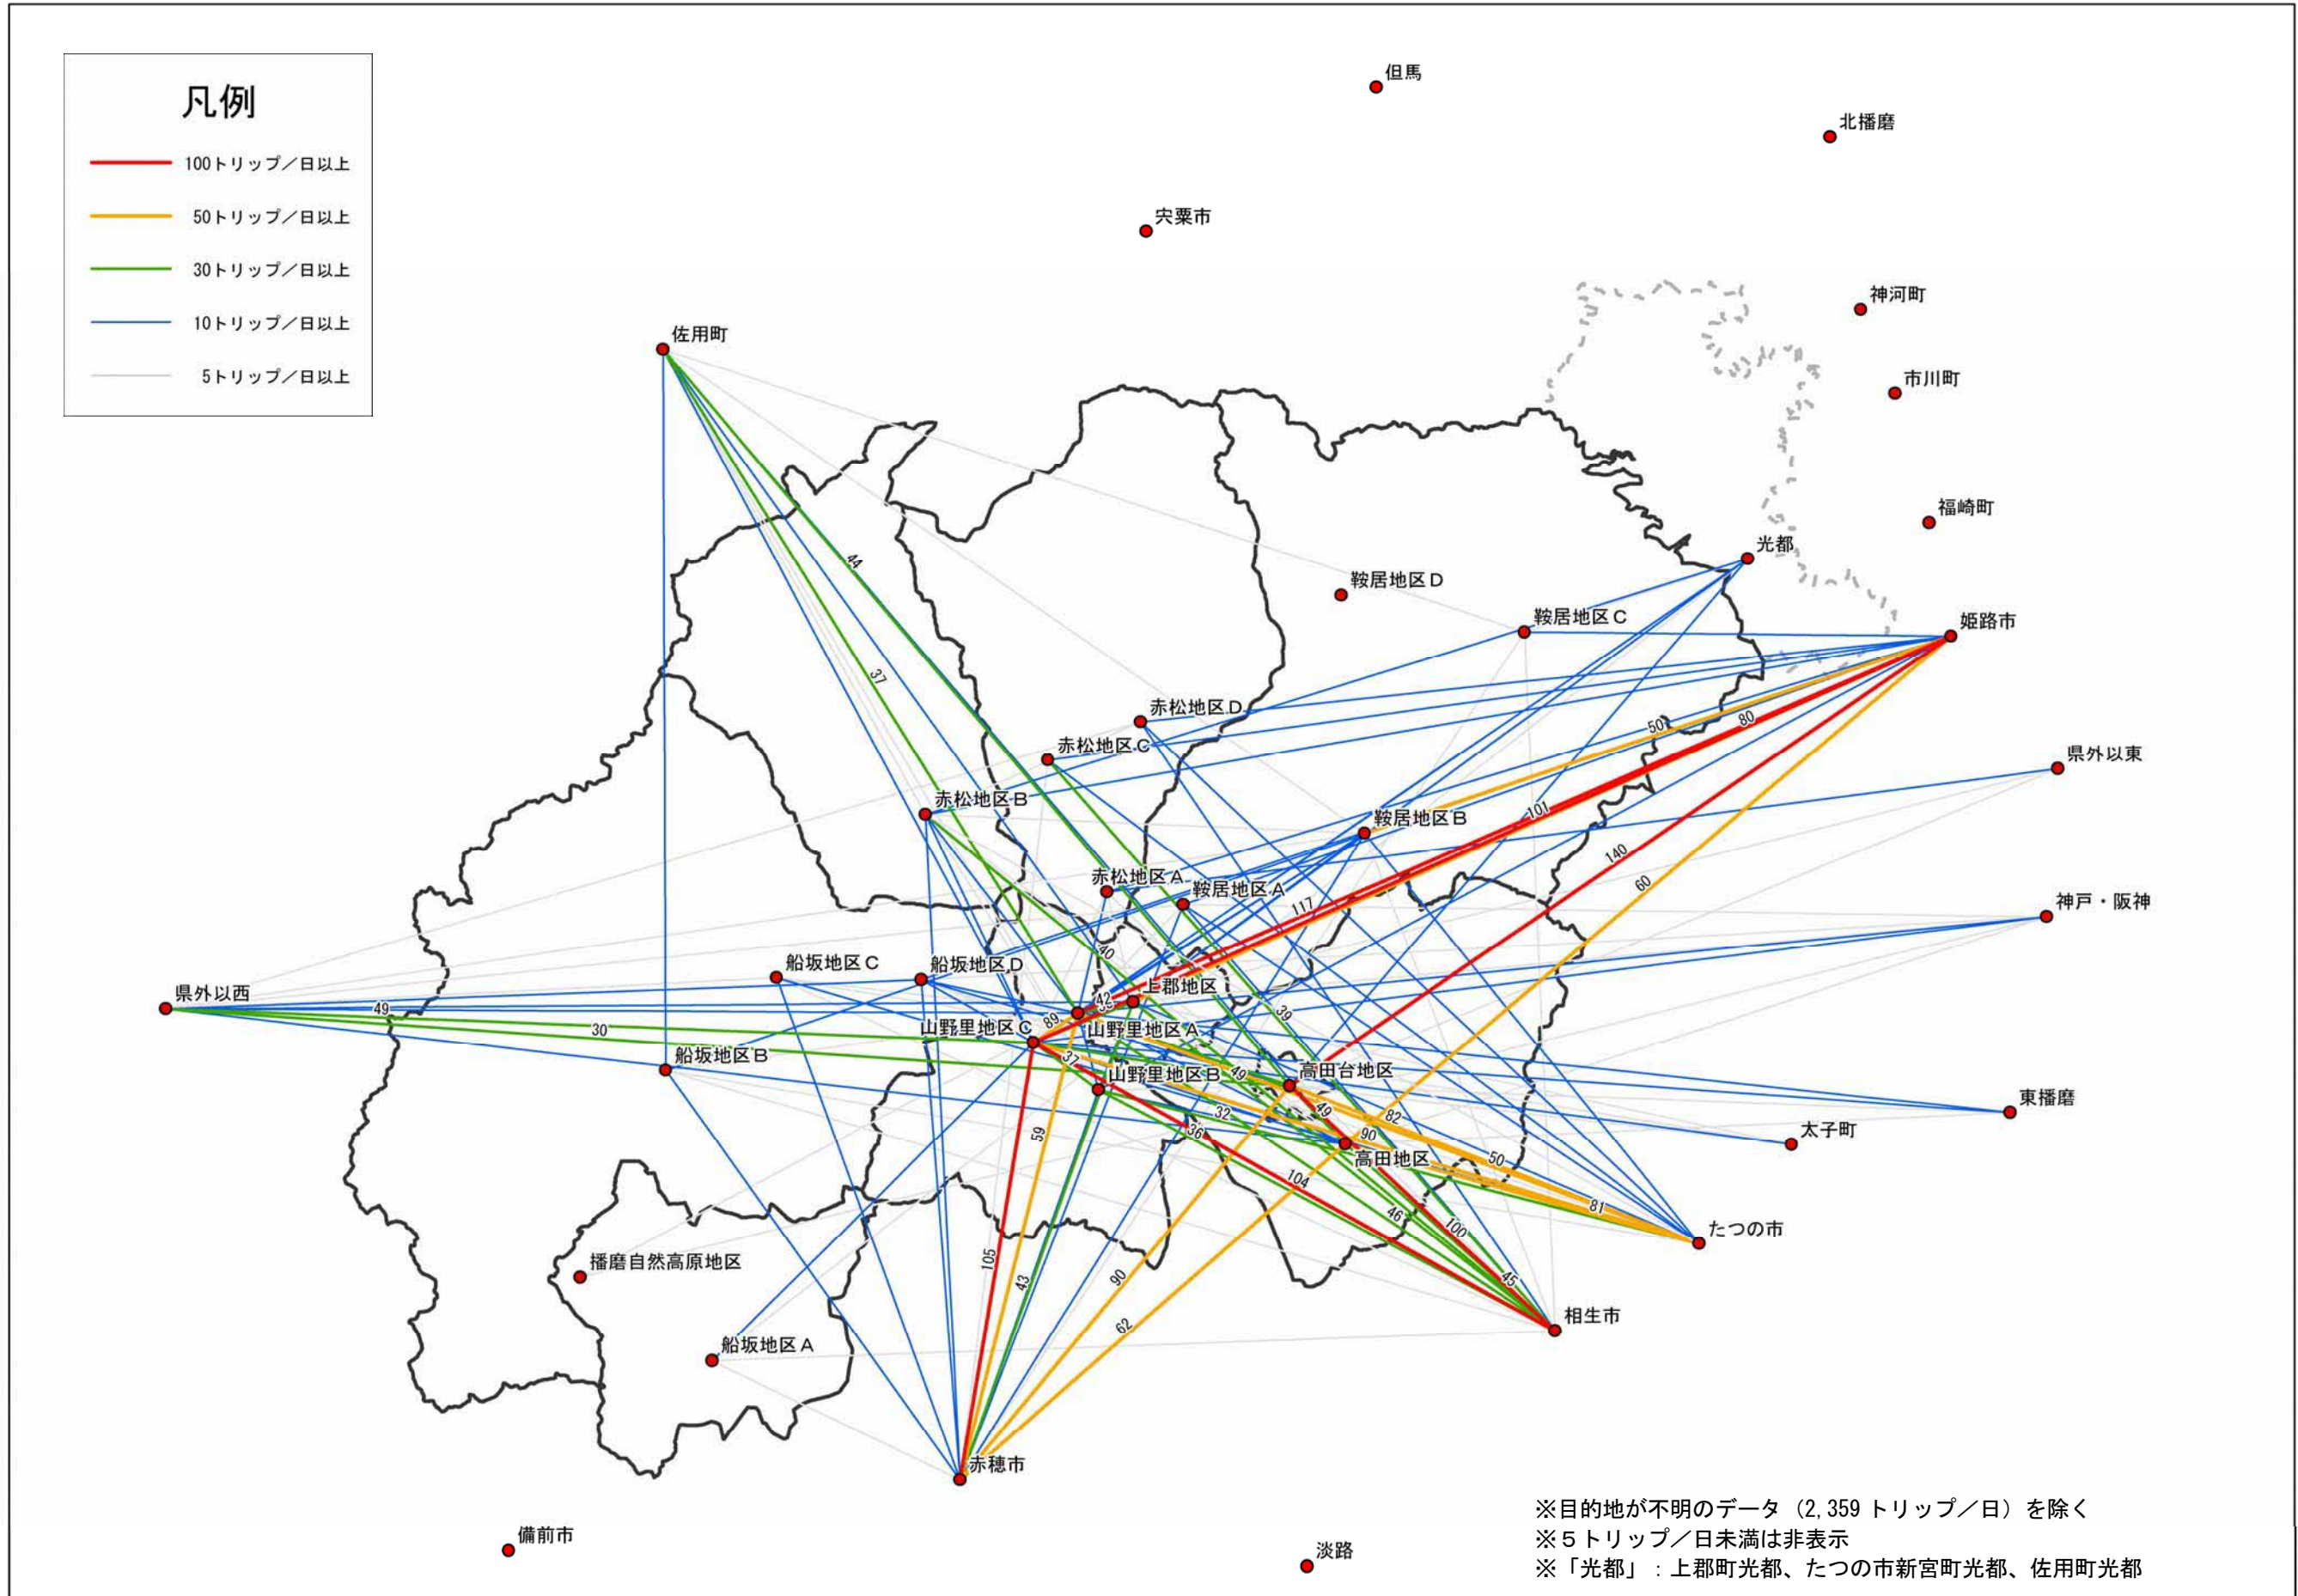 凡例
100トリップ／日以上
50トリップ／日以上
30トリップ／日以上
10トリップ／日以上
5トリップ／日以上
但馬
北播磨
宍粟市
神河町
佐用町
市川町
福崎町
光都
44
鞍居地区D
鞍居地区C
姫路市
37
赤松地区D
50
80
赤松地区C
県外以東
赤松地区B
101
鞍居地区B
140
赤松地区A
鞍居地区A
60
117
神戸・阪神
40
船坂地区C
船坂地区D
上郡地区
県外以西
49
42
39
89
30
山野里地区C
山野里地区A
船坂地区B
37
49
山野里地区B
高田台地区
東播磨
32
49
82
59
36
90
太子町
高田地区
50
104
81
46
100
たつの市
105
播磨自然高原地区
43
90
45
相生市
62
船坂地区A
赤穂市
備前市
淡路
※目的地が不明のデータ（2,359トリップ／日）を除く
※５トリップ／日未満は非表示
※「光都」：上郡町光都、たつの市新宮町光都、佐用町光都